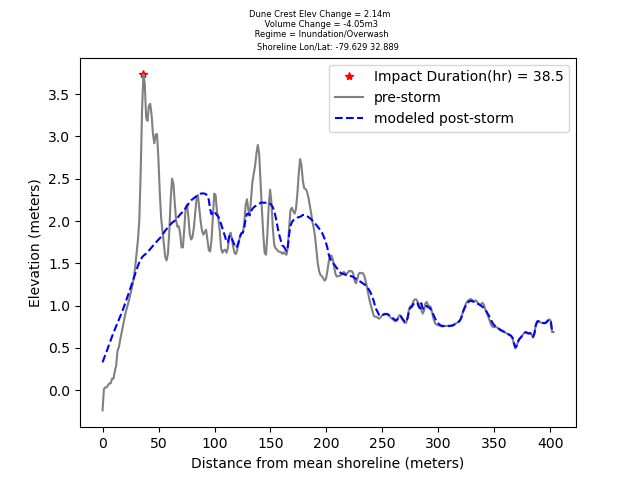 Dune Crest Elev Change = 2.14m
Volume Change = -4.05m3
Regime = Inundation/Overwash
Shoreline Lon/Lat: -79.629 32.889
Impact Duration(hr) = 38.5
pre-storm
modeled post-storm
Elevation (meters)
3.5
3.0
2.5
2.0
1.5
1.0
0.5
0.0
0 50 100 150 200 250 300 350 400
Distance from mean shoreline (meters)